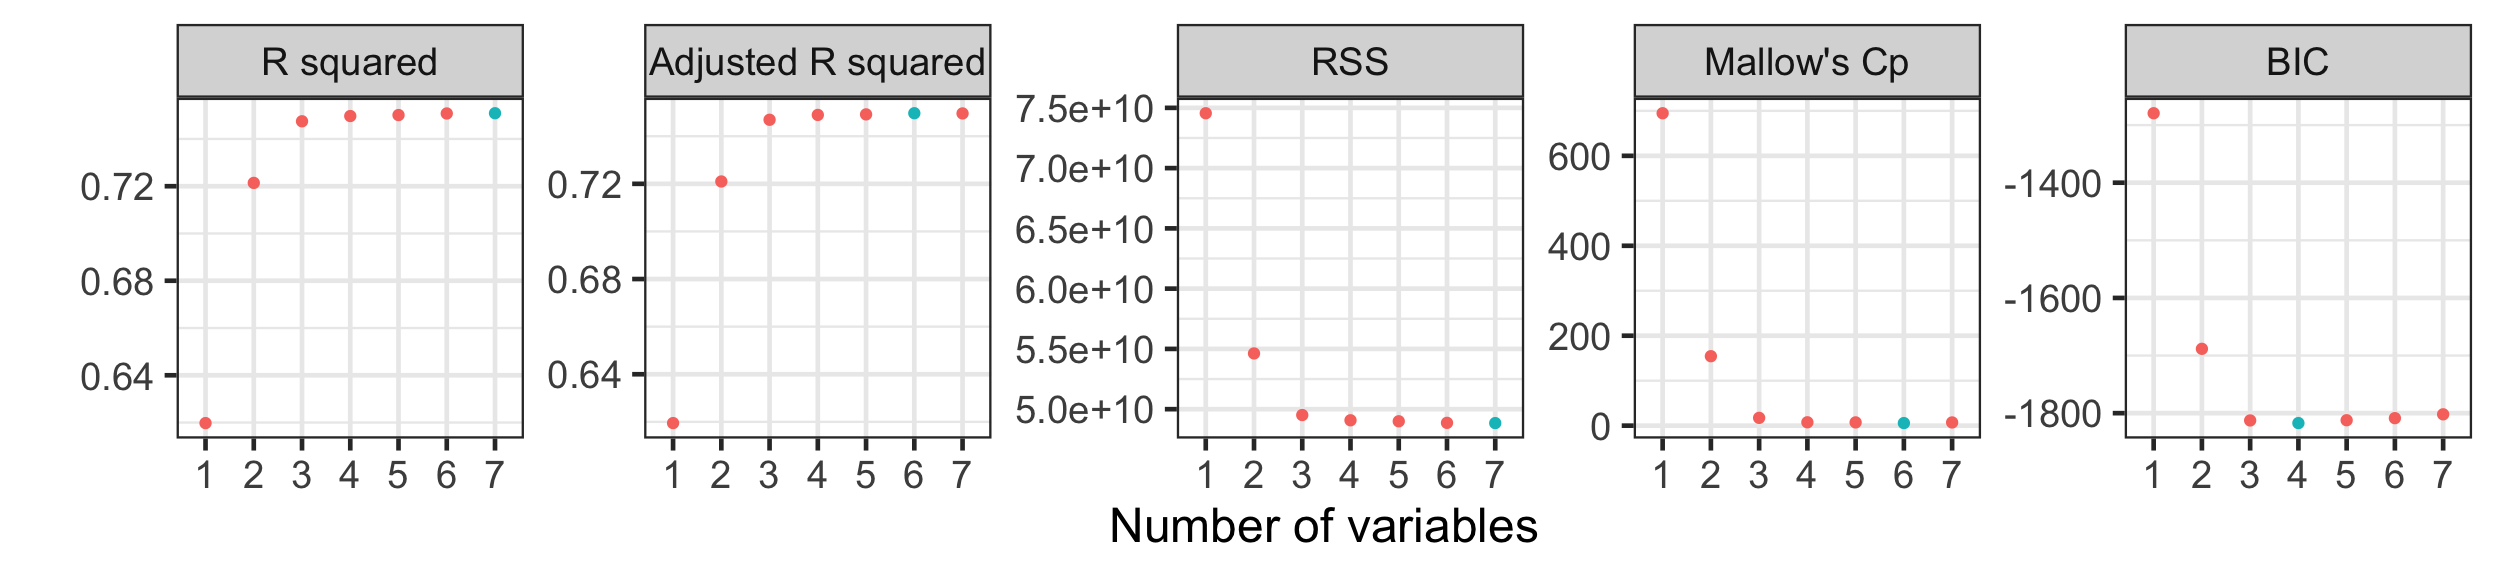 R squared
Adjusted R squared
RSS
Mallow's Cp
BIC
0.72
0.68
0.64
1 2 3 4 5 6 7
0.72
0.68
0.64
1 2 3 4 5 6 7
7.5e+10
7.0e+10
6.5e+10
6.0e+10
5.5e+10
5.0e+10
1 2 3 4 5 6 7
600
400
200
0
1 2 3 4 5 6 7
-1400
-1600
-1800
1 2 3 4 5 6 7
Number of variables